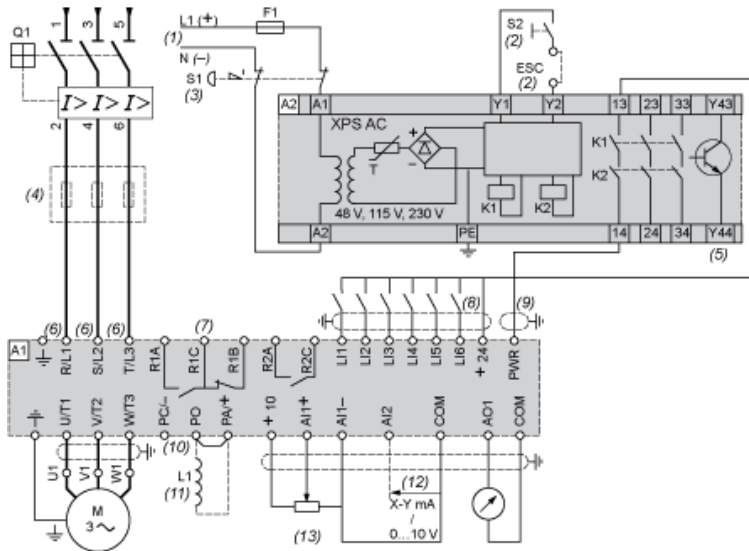 1 3 5
Q1
I> I> I>
2 4 6
(4)
L1 (+) F1
(1)
N (–)
S1
(3)
S2
(2)
ESC
(2)
A2 A1 Y1 Y2 13 23 33 Y43
XPS AC
+
–
T
K1
K2
K1 K2
48 V, 115 V, 230 V
A2 PE 14 24 34 Y44
(5)
(6) (6) (6) (7) (8) (9)
A1
R/L1 S/L2 T/L3 R1A R1C R1B R2A R2C LI1 LI2 LI3 LI4 LI5 LI6 + 24 PWR
U/T1 V/T2 W/T3 PC/– PO PA/+ + 10 AI1+ AI1– AI2 COM AO1 COM
(10)
U1 V1 W1
L1
(11)
(12)
X-Y mA
/
0...10 V
(13)
M
3 ~